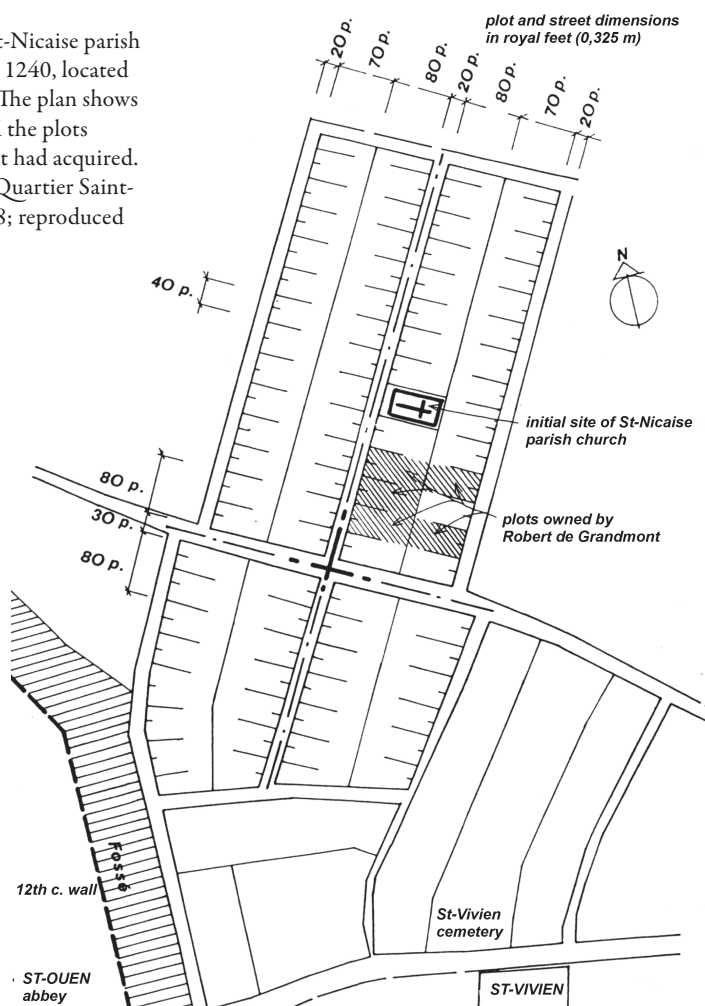 t-Nicaise parish
1240, located
The plan shows
the plots
t had acquired.
Quartier Saint-
8; reproduced
plot and street dimensions
in royal feet (0,325 m)
20 p.
70 p.
80 p.
20 p.
80 p.
70 p.
20 p.
N
40 p.
initial site of St-Nicaise
parish church
80 p.
30 p.
80 p.
plots owned by
Robert de Grandmont
Fossé
12th c. wall
St-Vivien
cemetery
ST-OUEN
abbey
ST-VIVIEN